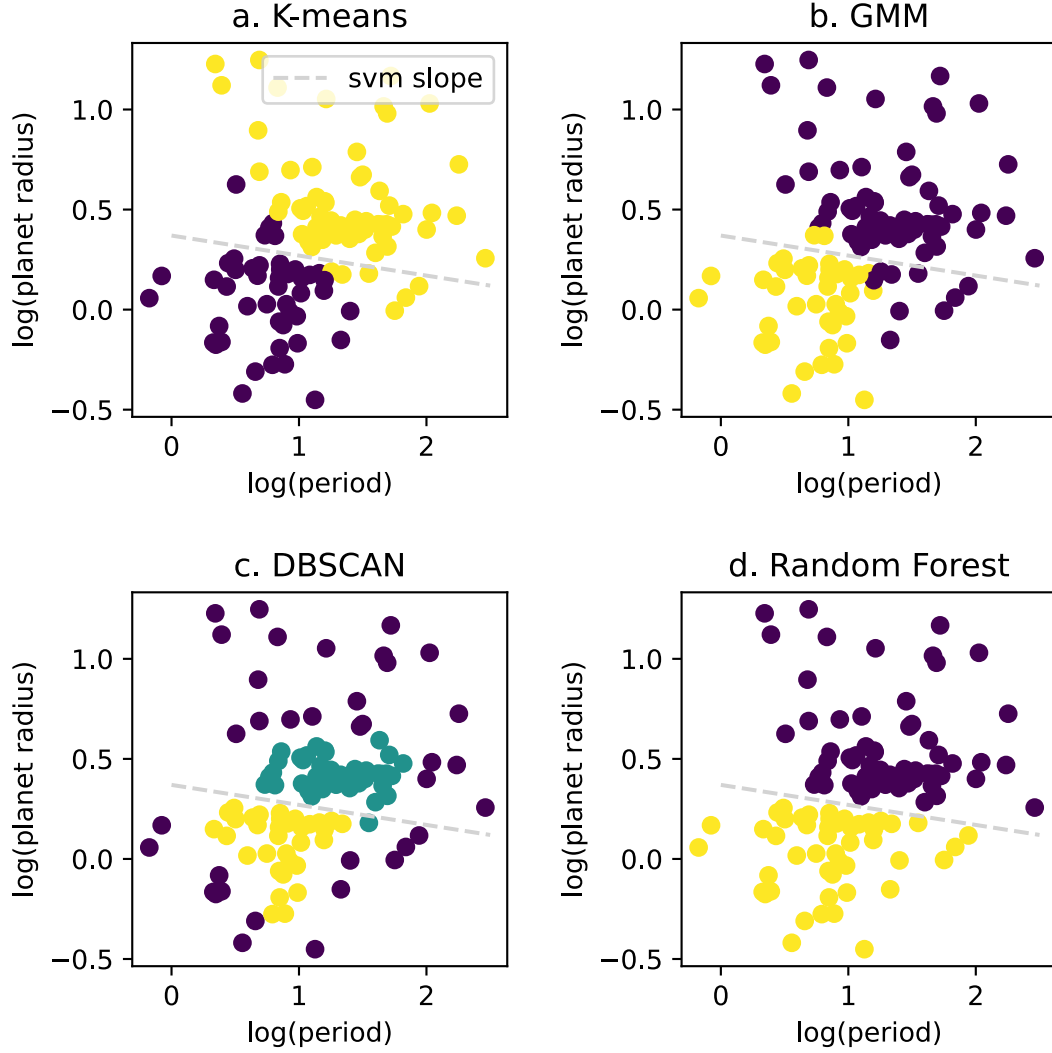 a. K-means
svm slope
log(planet radius)
1.0
0.5
0.0
−0.5
0
1
2
log(period)
b. GMM
log(planet radius)
1.0
0.5
0.0
−0.5
0
1
2
log(period)
c. DBSCAN
log(planet radius)
1.0
0.5
0.0
−0.5
0
1
2
log(period)
d. Random Forest
log(planet radius)
1.0
0.5
0.0
−0.5
0
1
2
log(period)